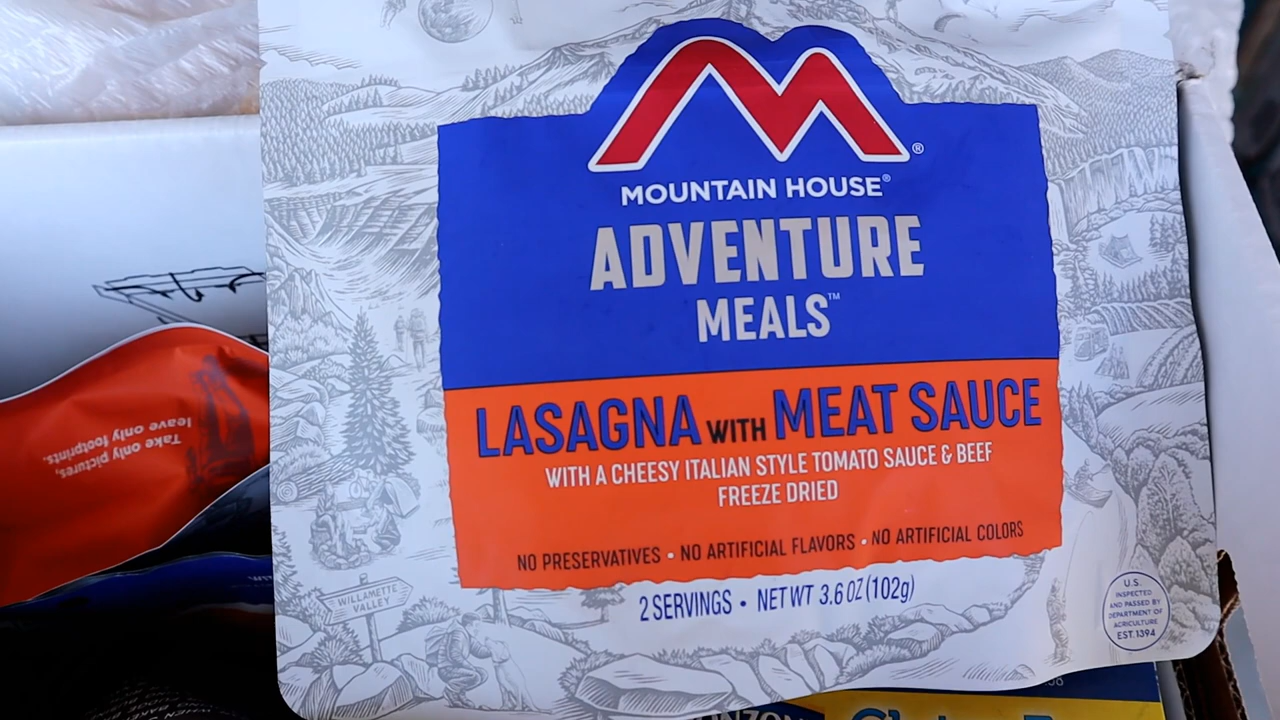 MOUNTAIN HOUSE®
ADVENTURE
MEALS™
LASAGNA WITH MEAT SAUCE
WITH A CHEESY ITALIAN STYLE TOMATO SAUCE & BEEF
FREEZE DRIED
NO PRESERVATIVES • NO ARTIFICIAL FLAVORS • NO ARTIFICIAL COLORS
2 SERVINGS • NET WT 3.6 OZ (102g)
WILLAMETTE
VALLEY
U.S.
INSPECTED
AND PASSED BY
DEPARTMENT OF
AGRICULTURE
EST. 1394
Take only pictures,
leave only footprints.